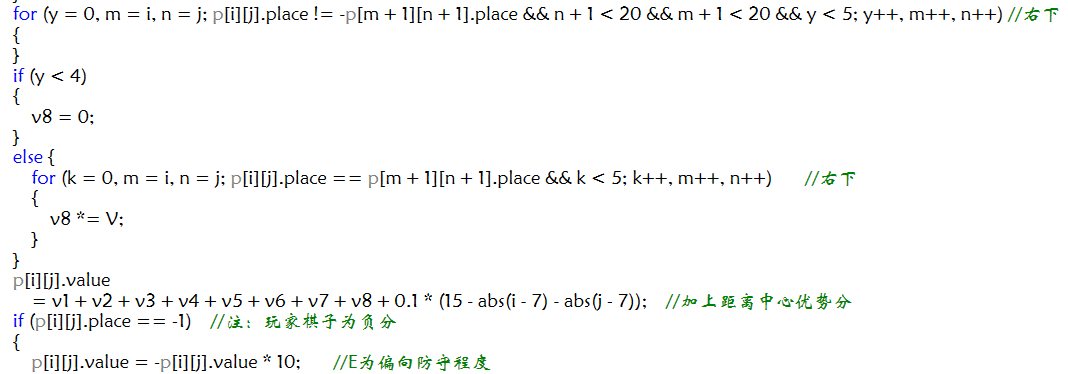 for (y = 0, m = i, n = j; p[i][j].place != -p[m + 1][n + 1].place && n + 1 < 20 && m + 1 < 20 && y < 5; y++, m++, n++) //右下
{
}
if (y < 4)
{
v8 = 0;
}
else {
for (k = 0, m = i, n = j; p[i][j].place == p[m + 1][n + 1].place && k < 5; k++, m++, n++) //右下
{
v8 *= V;
}
}
p[i][j].value
= v1 + v2 + v3 + v4 + v5 + v6 + v7 + v8 + 0.1 * (15 - abs(i - 7) - abs(j - 7)); //加上距离中心优势分
if (p[i][j].place == -1) //注：玩家棋子为负分
{
p[i][j].value = -p[i][j].value * 10; //E为偏向防守程度